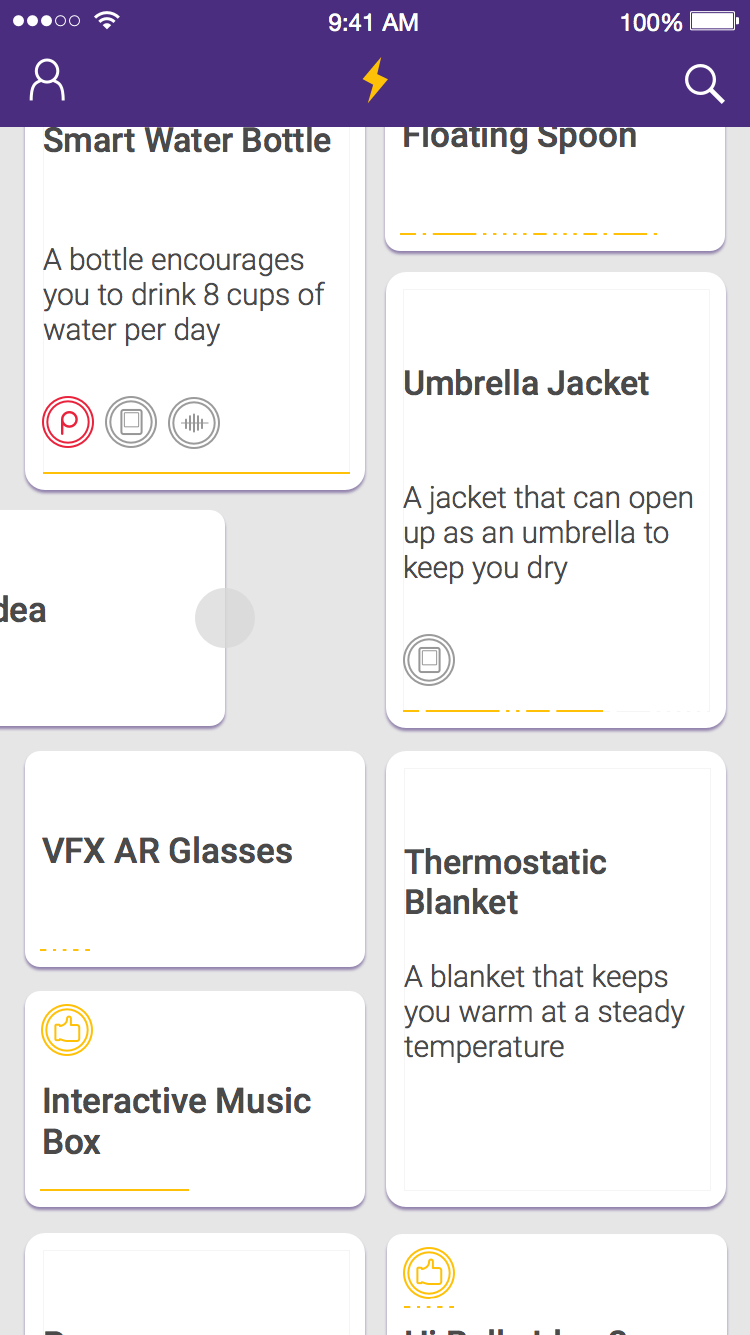 9:41 AM
100%
Smart Water Bottle
A bottle encourages
you to drink 8 cups of
water per day
Floating Spoon
Umbrella Jacket
A jacket that can open
up as an umbrella to
keep you dry
dea
VFX AR Glasses
Thermostatic
Blanket
A blanket that keeps
you warm at a steady
temperature
Interactive Music
Box